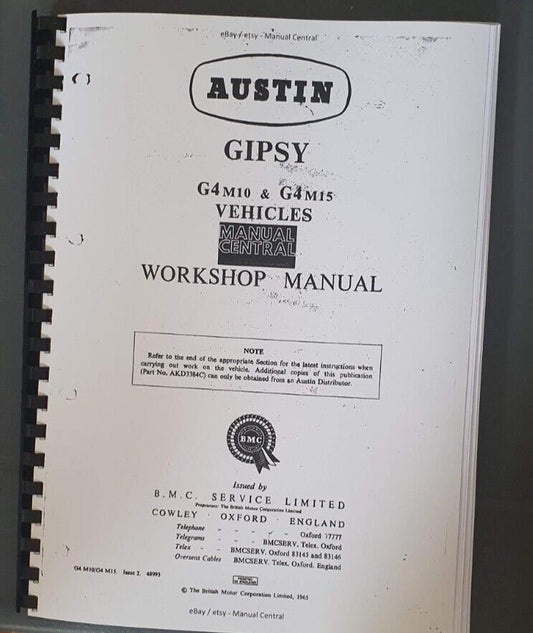 eBay / etsy - Manual Central
AUSTIN
GIPSY
G4 M10 & G4 M15
VEHICLES
MANUAL
CENTRAL
WORKSHOP MANUAL
NOTE
Refer to the end of the appropriate Section for the latest instructions when
carrying out work on the vehicle. Additional copies of this publication
(Part No. AKD3384C) can only be obtained from an Austin Distributor.
BMC
Issued by
B.M.C. SERVICE LIMITED
Proprietors: The British Motor Corporation Limited
COWLEY · OXFORD · ENGLAND
Telephone - - - - Oxford 77777
Telegrams - - - BMCSERV, Telex, Oxford
Telex - - BMCSERV. Oxford 83145 and 83146
Overseas Cables BMCSERV. Telex. Oxford. England
G4 M10/G4 M15. Issue 2. 48995
© The British Motor Corporation Limited, 1965
eBay / etsy - Manual Central